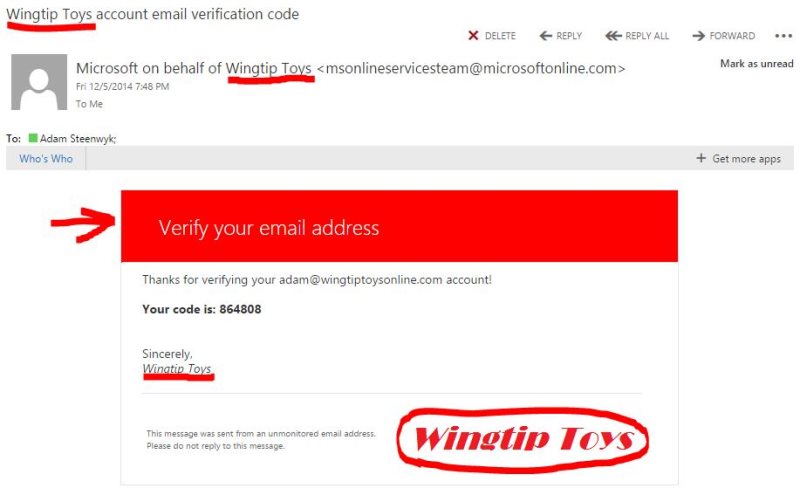 Wingtip Toys account email verification code
DELETE REPLY REPLY ALL FORWARD
Microsoft on behalf of Wingtip Toys <msonlineservicesteam@microsoftonline.com>
Mark as unread
Fri 12/5/2014 7:48 PM
To Me
To: Adam Steenwyk;
Who's Who
+ Get more apps
Verify your email address
Thanks for verifying your adam@wingtiptoysonline.com account!
Your code is: 864808
Sincerely,
Wingtip Toys
This message was sent from an unmonitored email address.
Please do not reply to this message.
Wingtip Toys